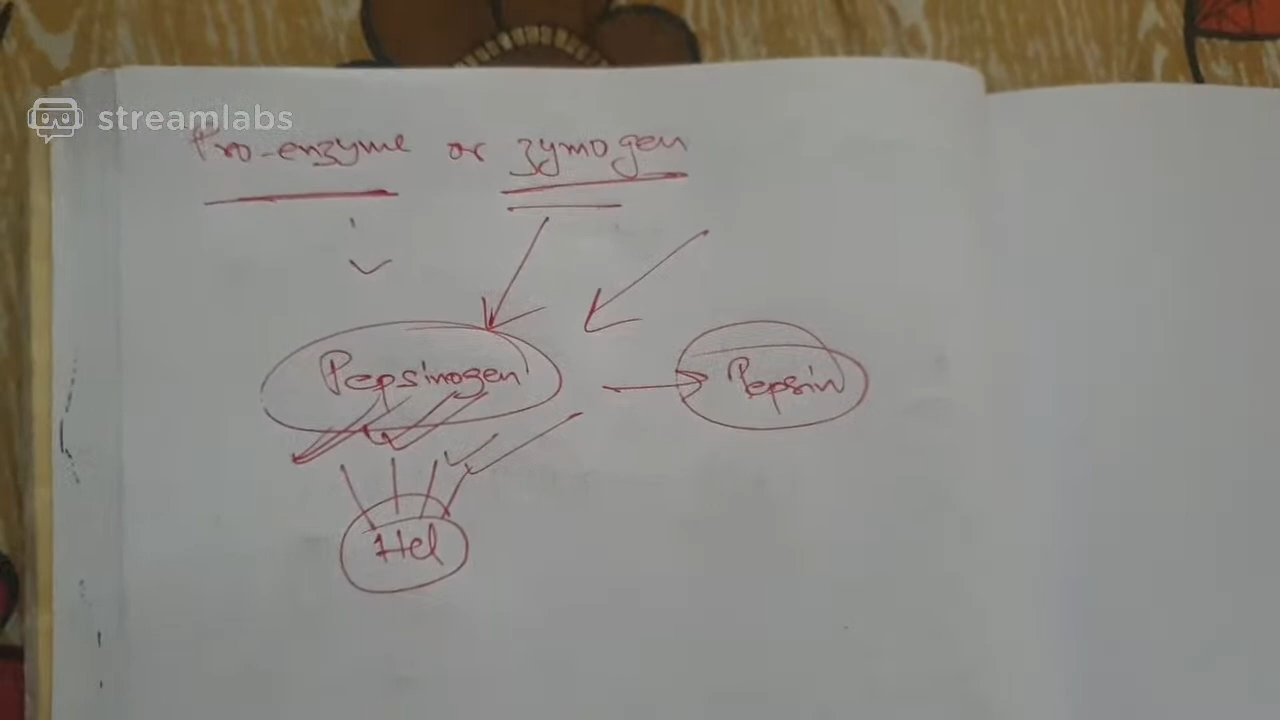 streamlabs
Pro-enzyme or zymogen
Pepsinogen
Pepsin
Hcl